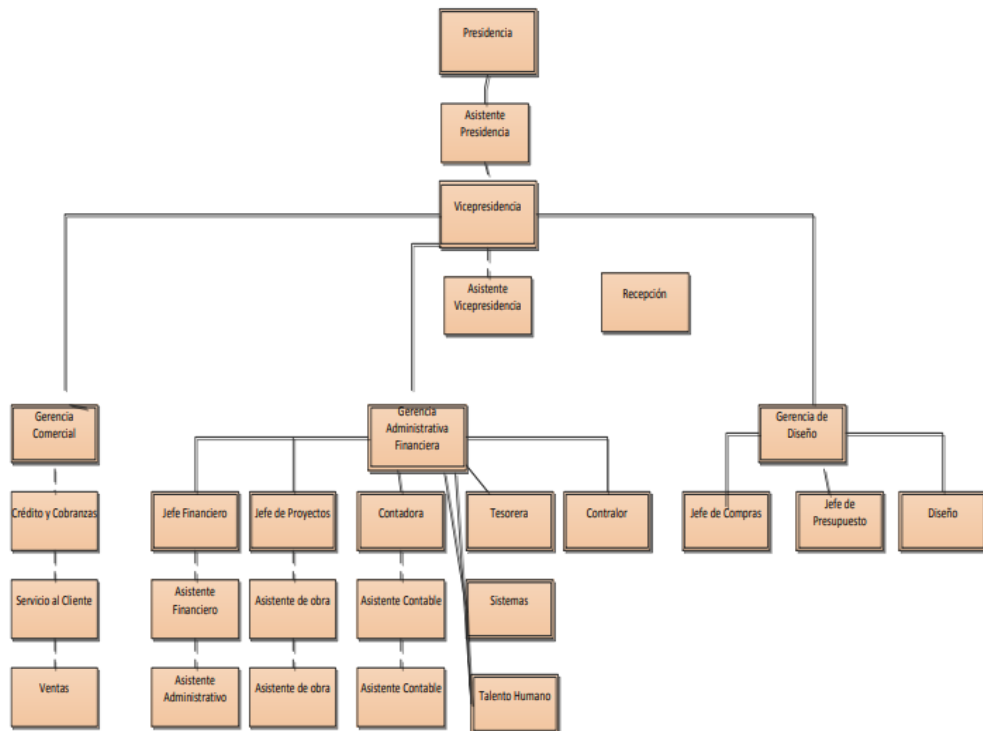 Presidencia
Asistente
Presidencia
Vicepresidencia
Asistente
Vicepresidencia
Recepción
Gerencia
Comercial
Gerencia
Administrativa
Financiera
Gerencia de
Diseño
Crédito y Cobranzas
Jefe Financiero
Jefe de Proyectos
Contadora
Tesorera
Contralor
Jefe de Compras
Jefe de
Presupuesto
Diseño
Servicio al Cliente
Asistente
Financiero
Asistente de obra
Asistente Contable
Sistemas
Ventas
Asistente
Administrativo
Asistente de obra
Asistente Contable
Talento Humano